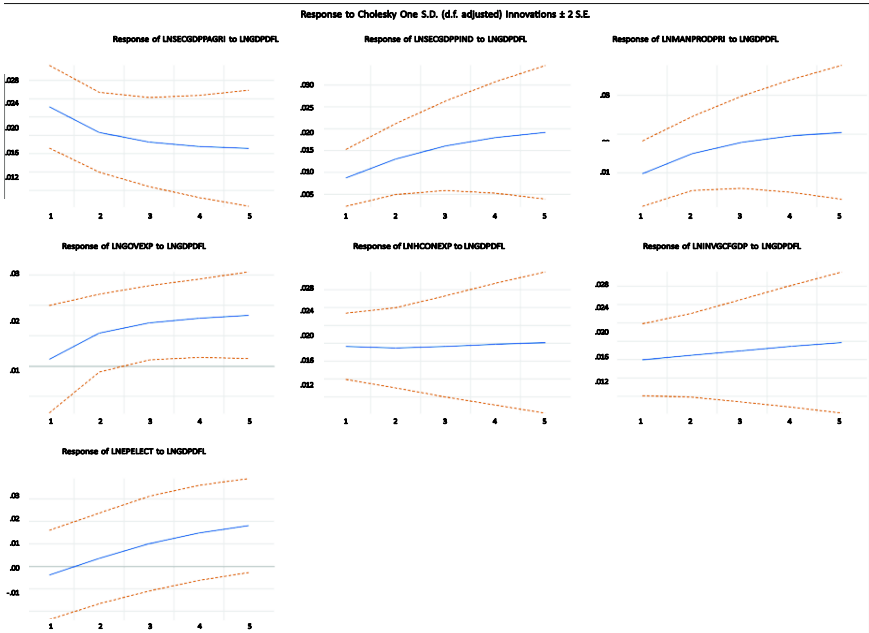 Response to Cholesky One S.D. (d.f. adjusted) Innovations ± 2 S.E.
Response of LNSECGDPPAGRI to LNGDPDFL
Response of LNSECGDPPIND to LNGDPDFL
Response of LNMANPRODPRI to LNGDPDFL
.028
.024
.020
.016
.012
1 2 3 4 5
.030
.025
.020
.010
.005
1 2 3 4 5
.03
.01
1 2 3 4 5
Response of LNGOVEXP to LNGDPDFL
Response of LNHCONEXP to LNGDPDFL
Response of LNINVGCFGDP to LNGDPDFL
.03
.02
.01
1 2 3 4 5
.028
.024
.020
.016
.012
1 2 3 4 5
.028
.024
.020
.016
.012
1 2 3 4 5
Response of LNEPELECT to LNGDPDFL
.03
.02
.01
.00
-.01
1 2 3 4 5